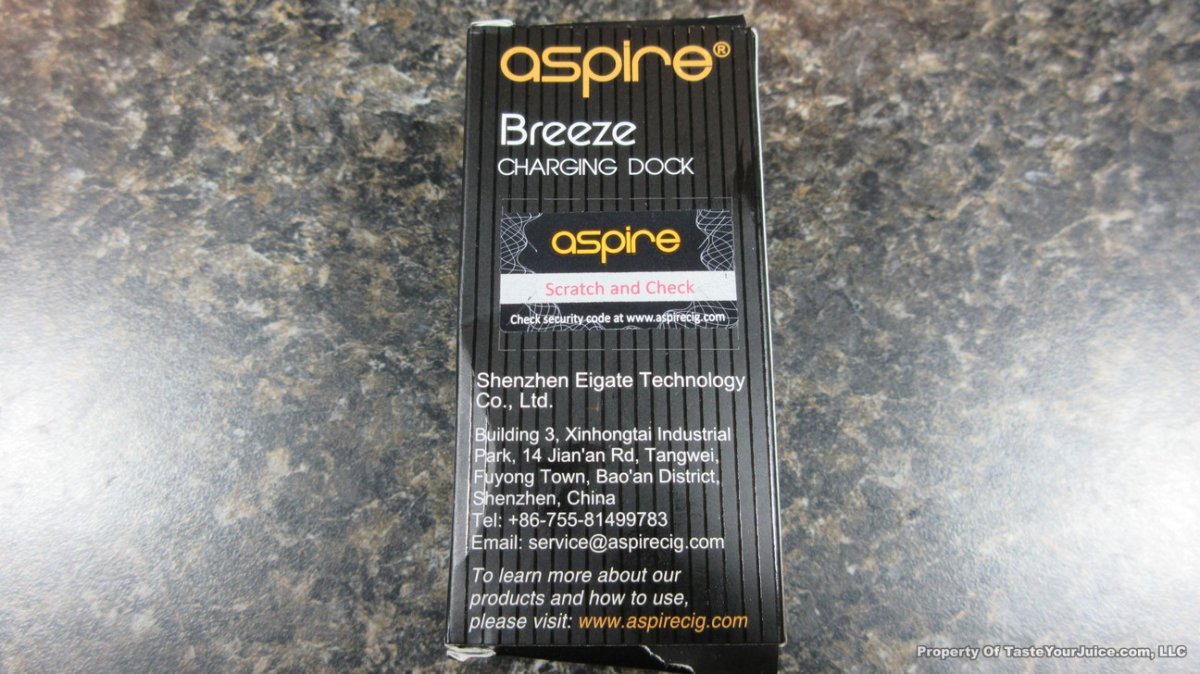 aspire®
Breeze
CHARGING DOCK
aspire
Scratch and Check
Check security code at www.aspirecig.com
Shenzhen Eigate Technology
Co., Ltd.
Building 3, Xinhongtai Industrial
Park, 14 Jian'an Rd, Tangwei,
Fuyong Town, Bao'an District,
Shenzhen, China
Tel: +86-755-81499783
Email: service@aspirecig.com
To learn more about our
products and how to use,
please visit: www.aspirecig.com
Property Of TasteYourJuice.com, LLC